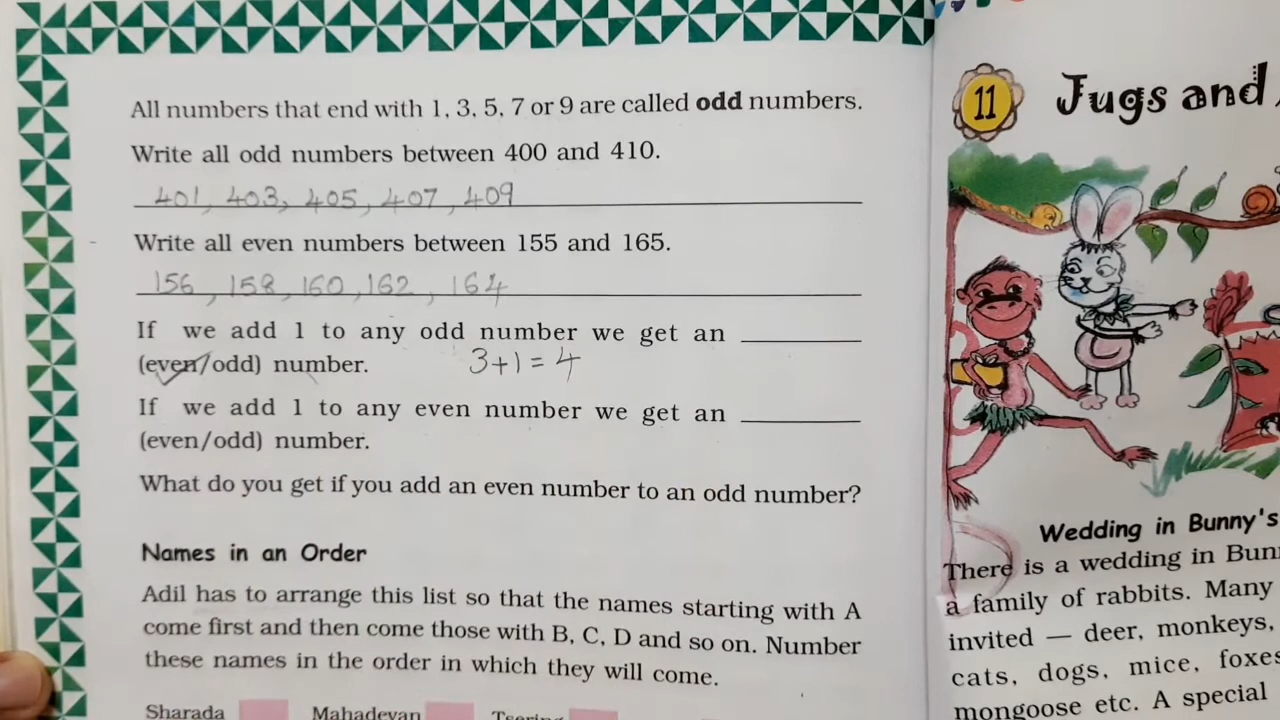 All numbers that end with 1, 3, 5, 7 or 9 are called odd numbers.
Write all odd numbers between 400 and 410.
401, 403, 405, 407, 409
Write all even numbers between 155 and 165.
156, 158, 160, 162, 164
If we add 1 to any odd number we get an ________
(even/odd) number. 3+1=4
If we add 1 to any even number we get an ________
(even/odd) number.
What do you get if you add an even number to an odd number?
Names in an Order
Adil has to arrange this list so that the names starting with A
come first and then come those with B, C, D and so on. Number
these names in the order in which they will come.
Sharada Mahadevan Tsering
11 Jugs and
Wedding in Bunny's
There is a wedding in
a family of rabbits. Many
invited — deer, monkeys,
cats, dogs, mice, foxes
mongoose etc. A special